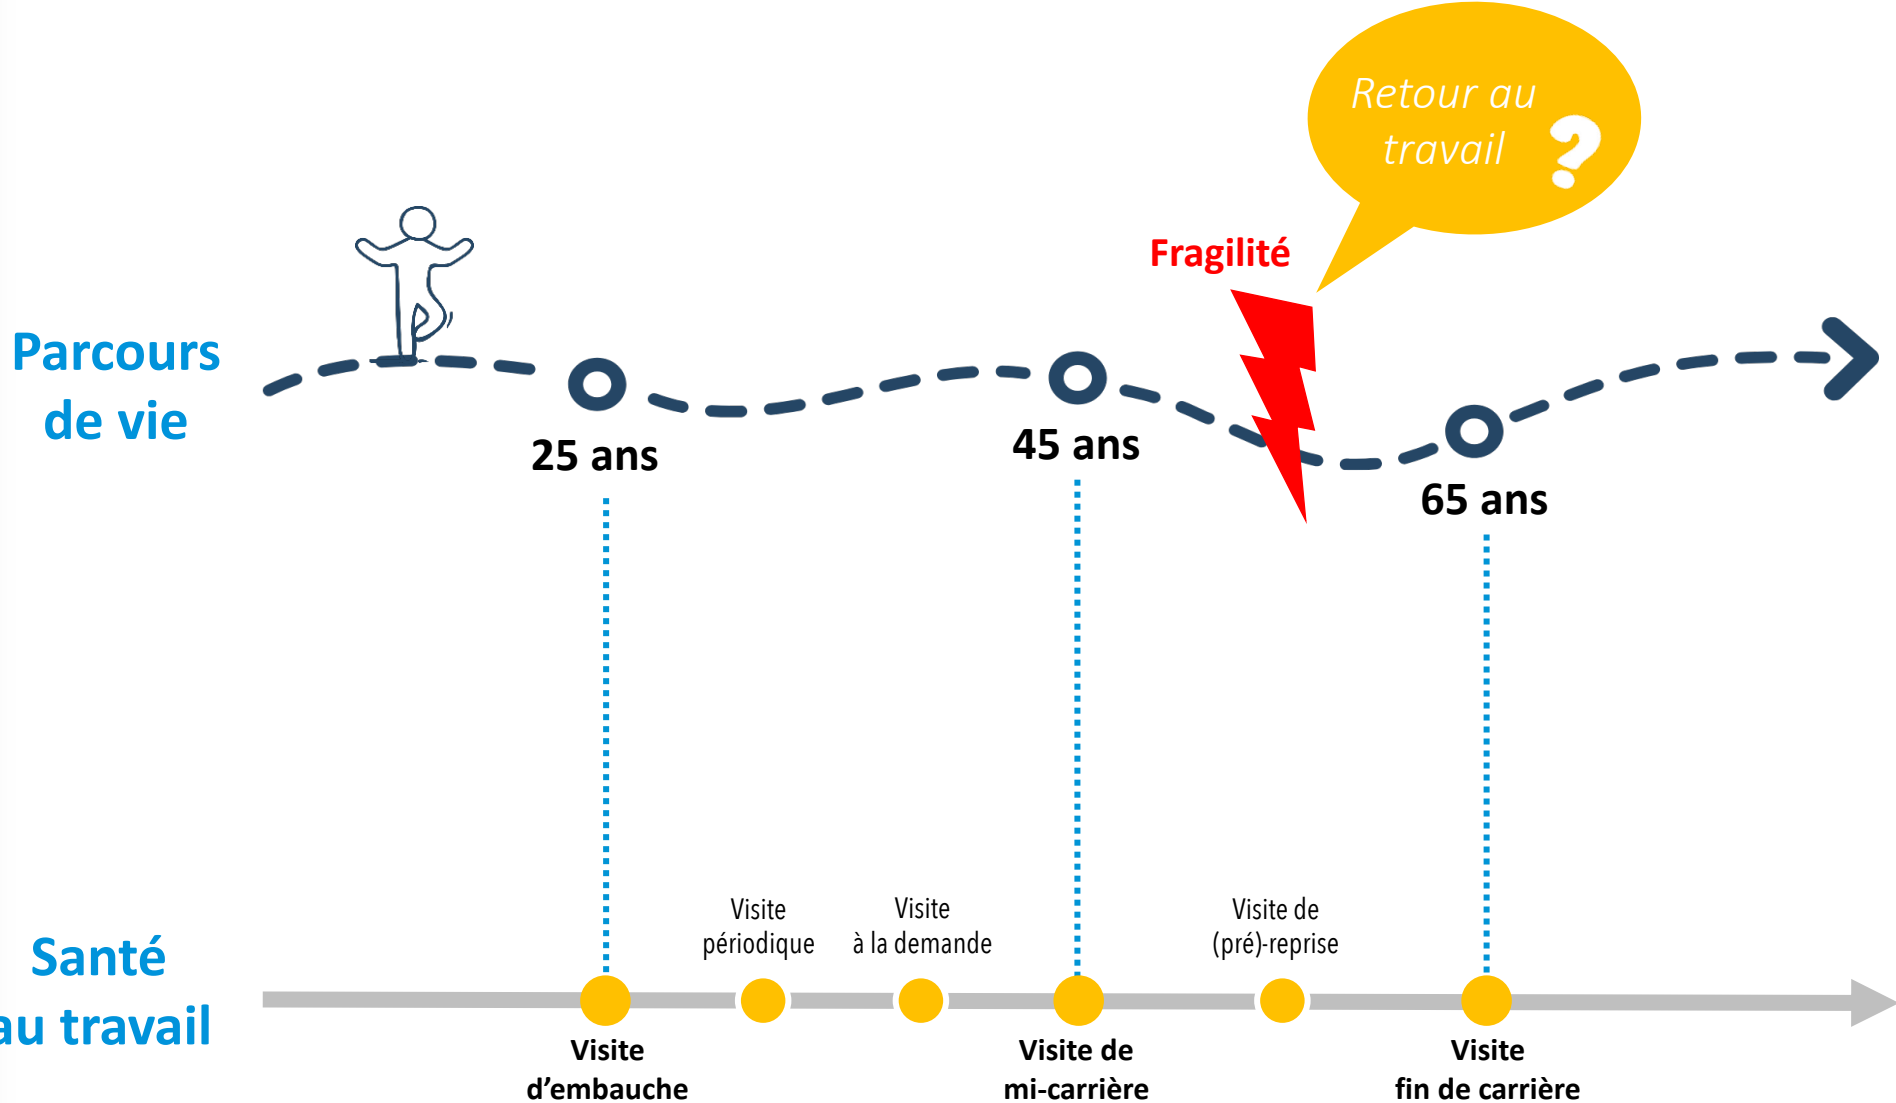 Retour au
travail ?
Fragilité
Parcours
de vie
25 ans
45 ans
65 ans
Visite
périodique
Visite
à la demande
Visite de
(pré)-reprise
Santé
au travail
Visite
d’embauche
Visite de
mi-carrière
Visite
fin de carrière